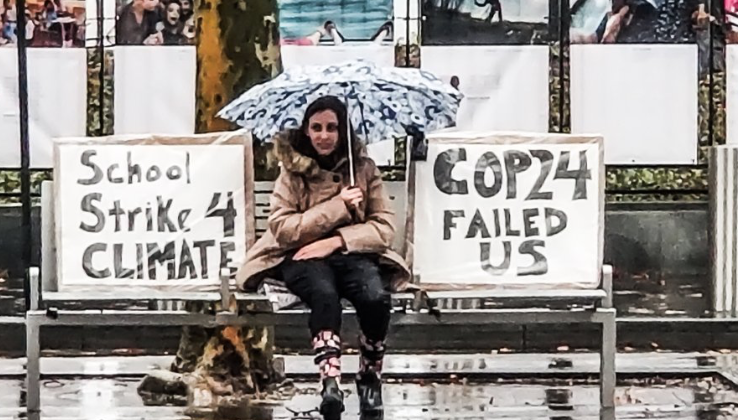 School
Strike 4
CLIMATE
COP24
FAILED
US